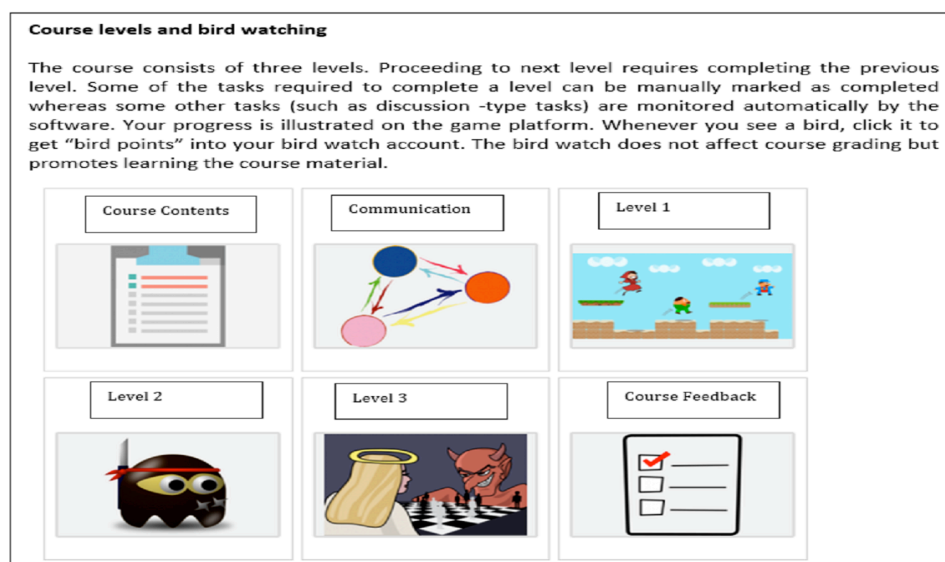 Course levels and bird watching
The course consists of three levels. Proceeding to next level requires completing the previous
level. Some of the tasks required to complete a level can be manually marked as completed
whereas some other tasks (such as discussion -type tasks) are monitored automatically by the
software. Your progress is illustrated on the game platform. Whenever you see a bird, click it to
get “bird points” into your bird watch account. The bird watch does not affect course grading but
promotes learning the course material.
Course Contents
Communication
Level 1
Level 2
Level 3
Course Feedback